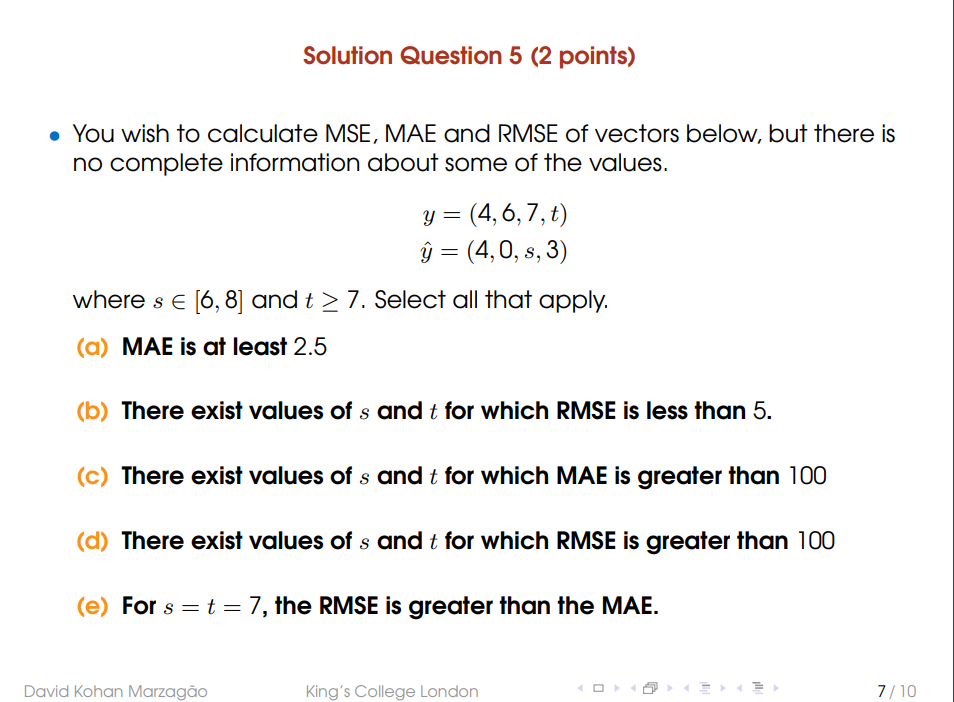 Solution Question 5 (2 points)
• You wish to calculate MSE, MAE and RMSE of vectors below, but there is
no complete information about some of the values.
y = (4, 6, 7, t)
ŷ = (4, 0, s, 3)
where s ∈ [6, 8] and t ≥ 7. Select all that apply.
(a) MAE is at least 2.5
(b) There exist values of s and t for which RMSE is less than 5.
(c) There exist values of s and t for which MAE is greater than 100
(d) There exist values of s and t for which RMSE is greater than 100
(e) For s = t = 7, the RMSE is greater than the MAE.
David Kohan Marzagão King's College London 7 / 10